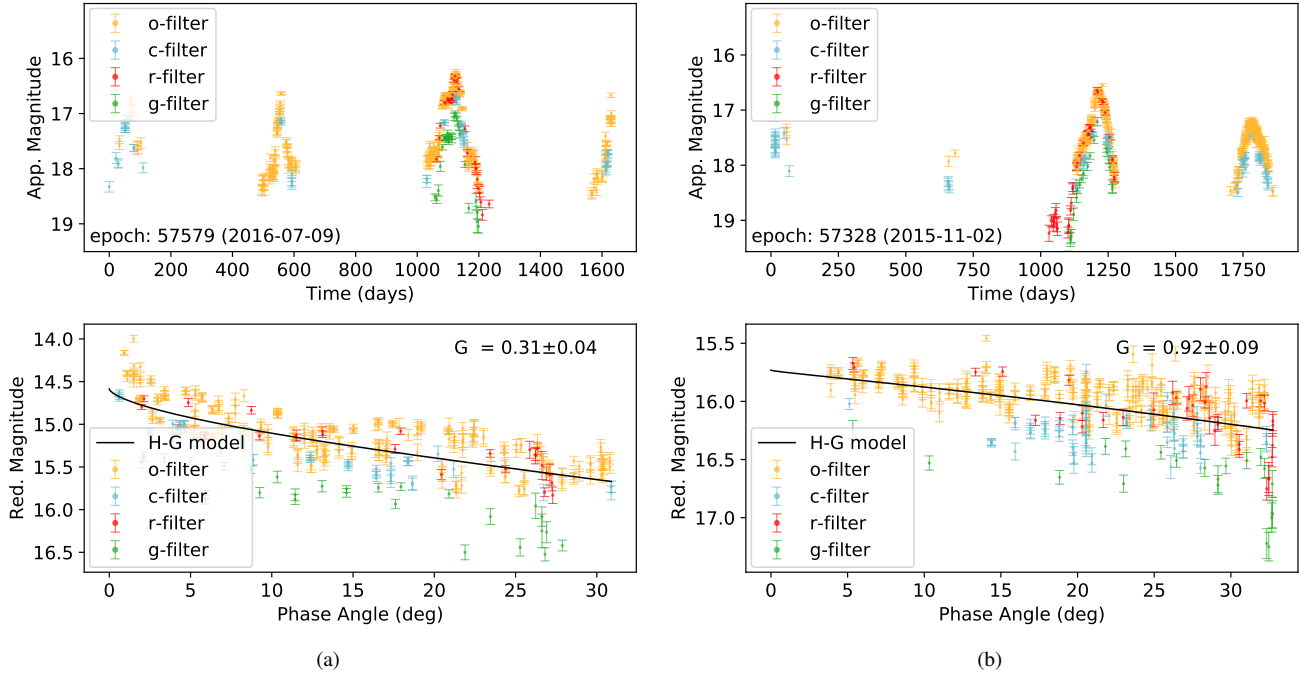 16
17
18
19
App. Magnitude
o-filter
c-filter
r-filter
g-filter
epoch: 57579 (2016-07-09)
0 200 400 600 800 1000 1200 1400 1600
Time (days)
16
17
18
19
App. Magnitude
o-filter
c-filter
r-filter
g-filter
epoch: 57328 (2015-11-02)
0 250 500 750 1000 1250 1500 1750
Time (days)
14.0
14.5
15.0
15.5
16.0
16.5
Red. Magnitude
G = 0.31±0.04
H-G model
o-filter
c-filter
r-filter
g-filter
0 5 10 15 20 25 30
Phase Angle (deg)
(a)
15.5
16.0
16.5
17.0
Red. Magnitude
G = 0.92±0.09
H-G model
o-filter
c-filter
r-filter
g-filter
0 5 10 15 20 25 30
Phase Angle (deg)
(b)